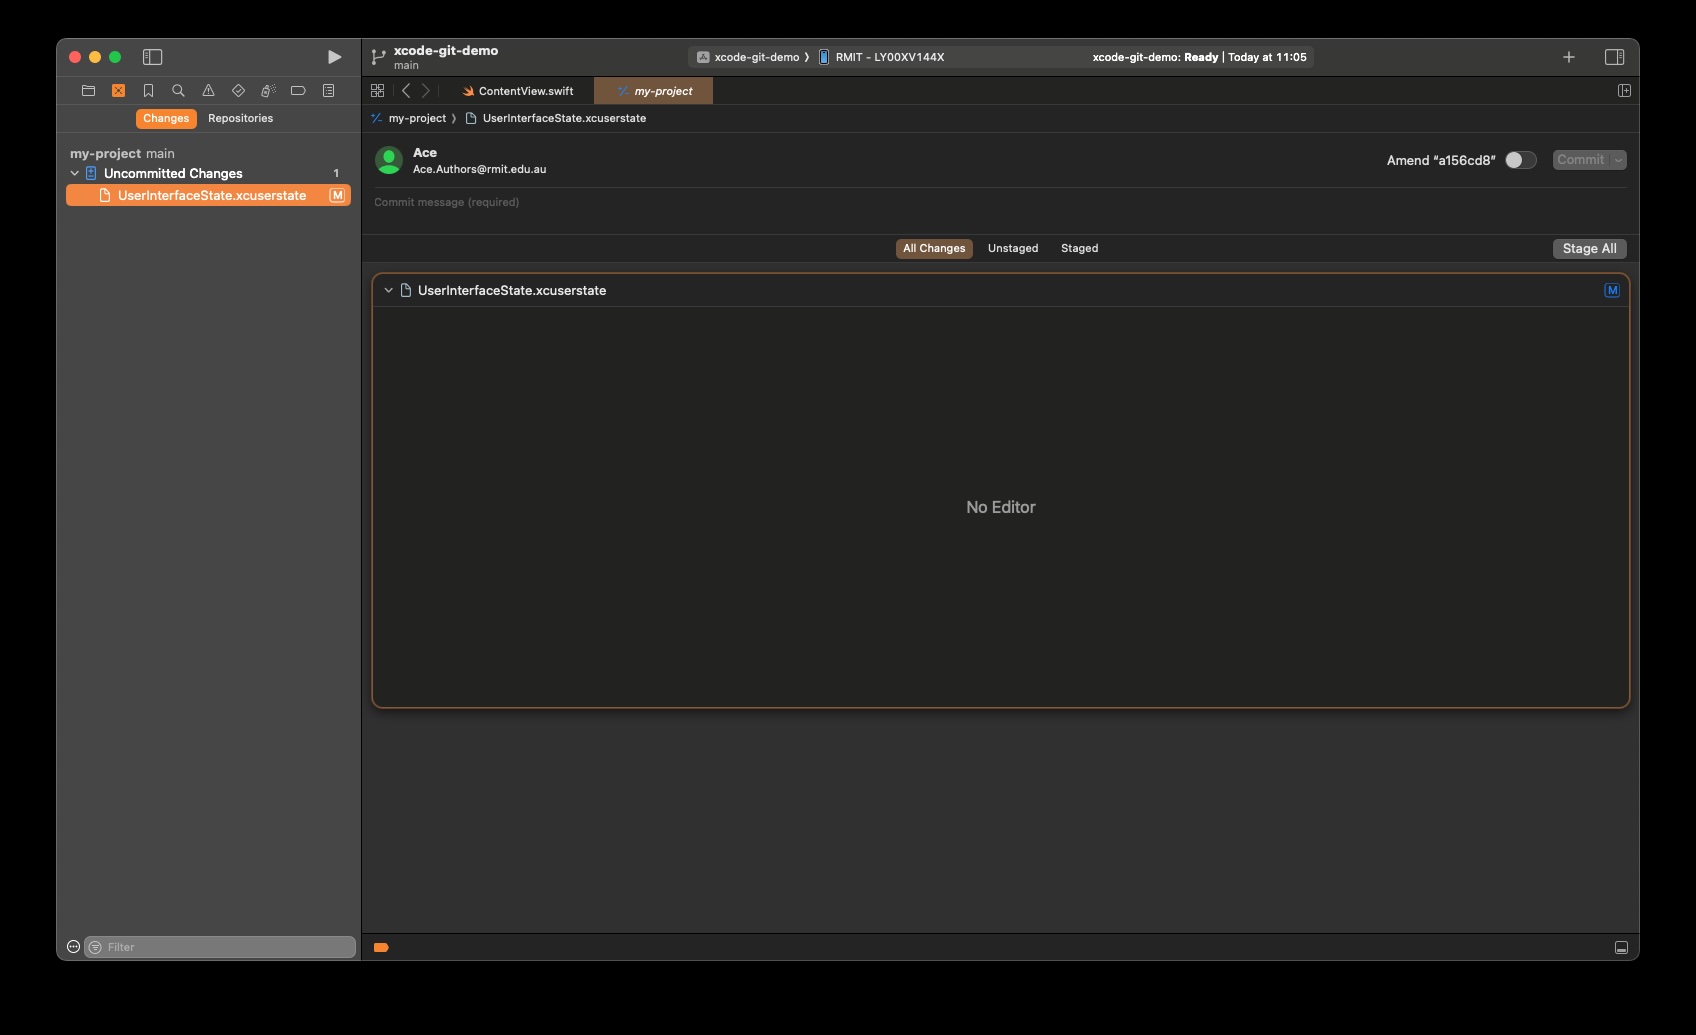 xcode-git-demo
main
xcode-git-demo ⟩ RMIT - LY00XV144X
xcode-git-demo: Ready | Today at 11:05
ContentView.swift
my-project
Changes
Repositories
my-project ⟩ UserInterfaceState.xcuserstate
my-project main
Uncommitted Changes 1
UserInterfaceState.xcuserstate M
Ace
Ace.Authors@rmit.edu.au
Amend “a156cd8”
Commit
Commit message (required)
All Changes
Unstaged
Staged
Stage All
UserInterfaceState.xcuserstate M
No Editor
Filter